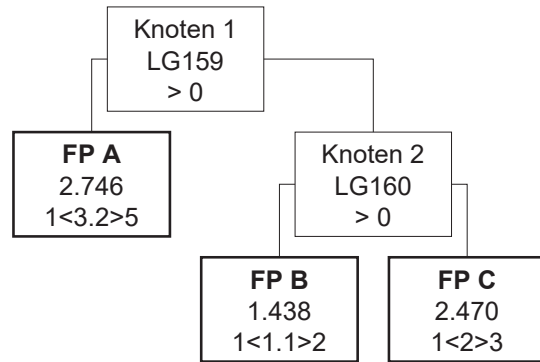 Knoten 1
LG159
> 0
FP A
2.746
1<3.2>5
Knoten 2
LG160
> 0
FP B
1.438
1<1.1>2
FP C
2.470
1<2>3